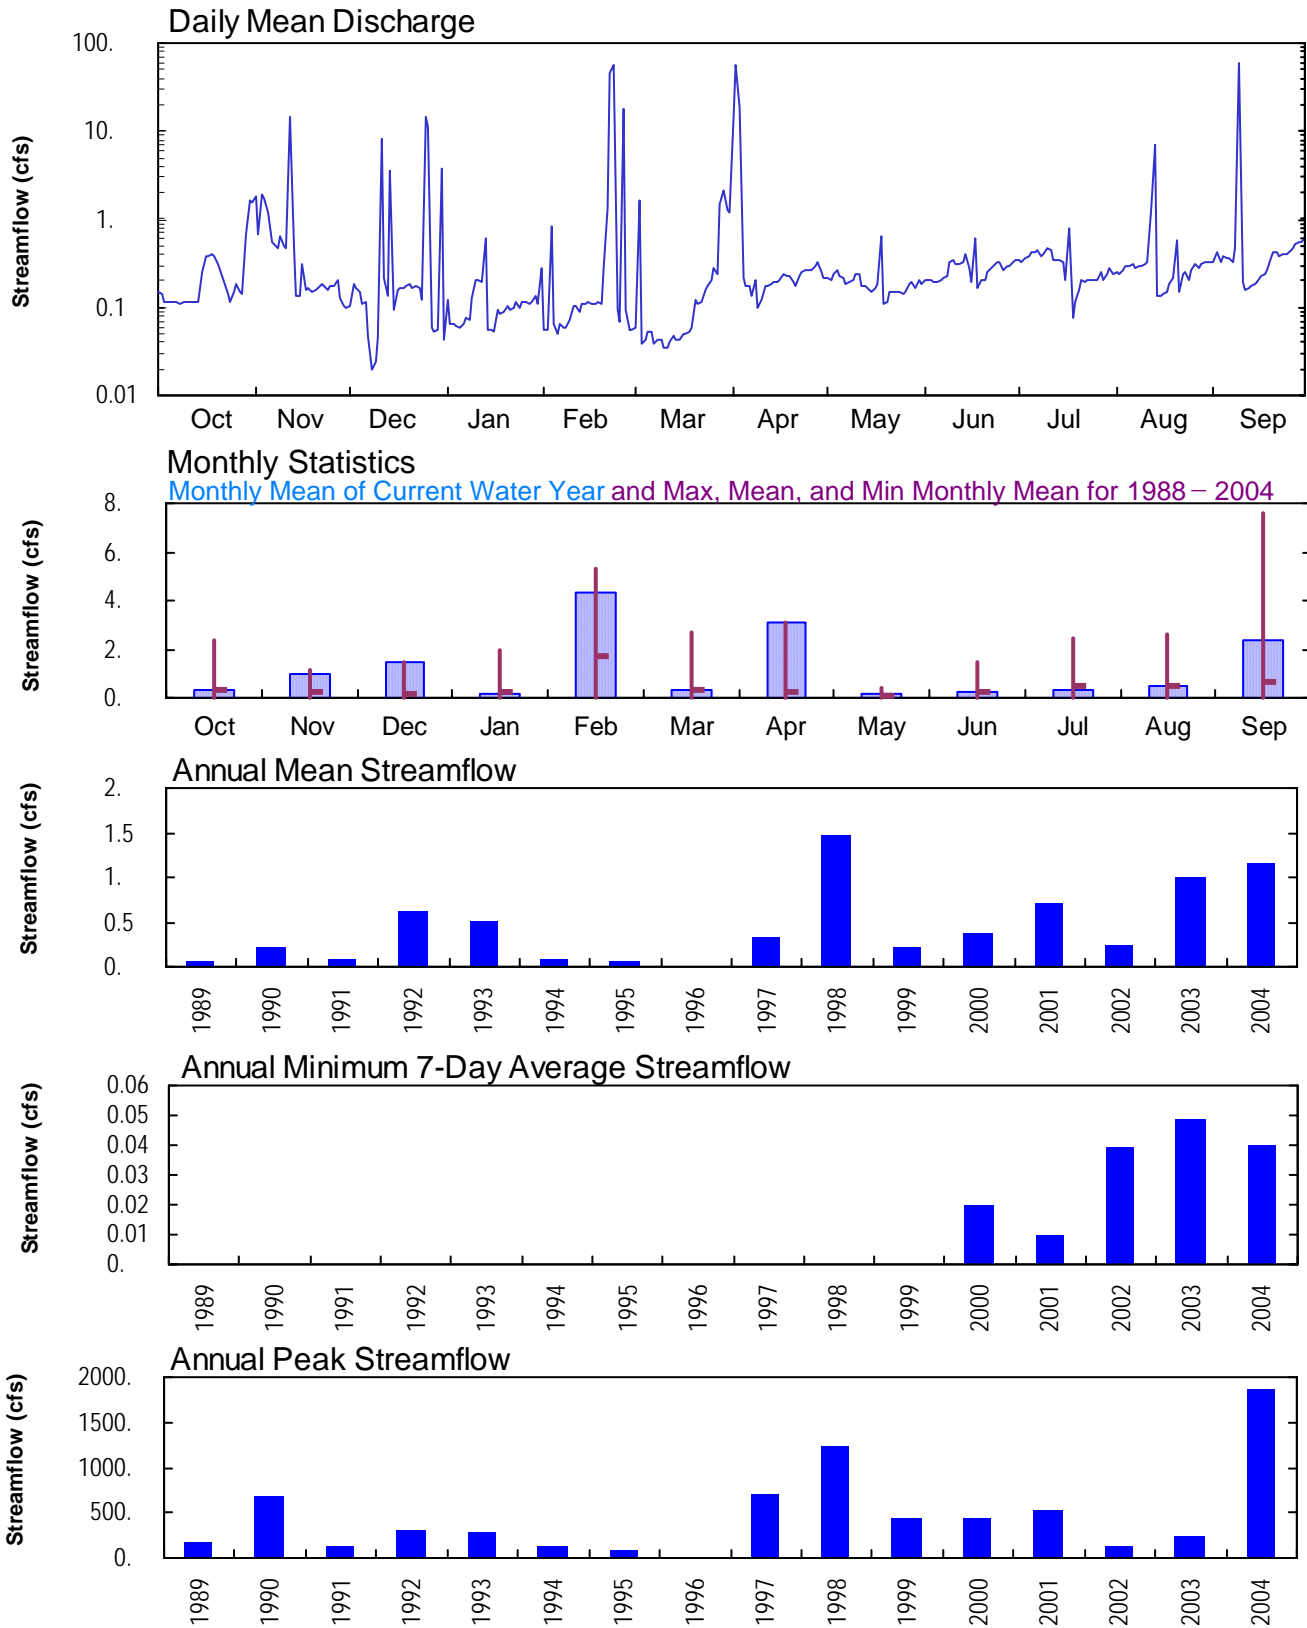 Daily Mean Discharge
Streamflow (cfs)
100.
10.
1.
0.1
0.01
Oct Nov Dec Jan Feb Mar Apr May Jun Jul Aug Sep
Monthly Statistics
Monthly Mean of Current Water Year and Max, Mean, and Min Monthly Mean for 1988 – 2004
Streamflow (cfs)
8.
6.
4.
2.
0.
Oct Nov Dec Jan Feb Mar Apr May Jun Jul Aug Sep
Annual Mean Streamflow
Streamflow (cfs)
2.
1.5
1.
0.5
0.
1989 1990 1991 1992 1993 1994 1995 1996 1997 1998 1999 2000 2001 2002 2003 2004
Annual Minimum 7-Day Average Streamflow
Streamflow (cfs)
0.06
0.05
0.04
0.03
0.02
0.01
0.
1989 1990 1991 1992 1993 1994 1995 1996 1997 1998 1999 2000 2001 2002 2003 2004
Annual Peak Streamflow
Streamflow (cfs)
2000.
1500.
1000.
500.
0.
1989 1990 1991 1992 1993 1994 1995 1996 1997 1998 1999 2000 2001 2002 2003 2004